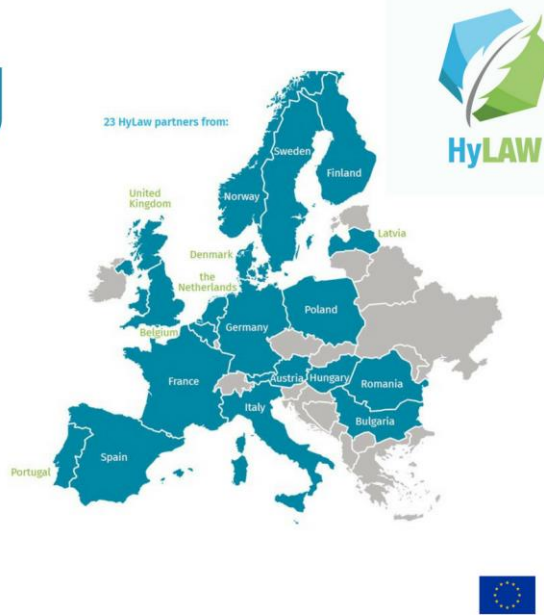 HyLAW
23 HyLaw partners from:
Sweden
Finland
Norway
United
Kingdom
Latvia
Denmark
the
Netherlands
Poland
Belgium
Germany
France
Austria
Hungary
Romania
Italy
Bulgaria
Spain
Portugal